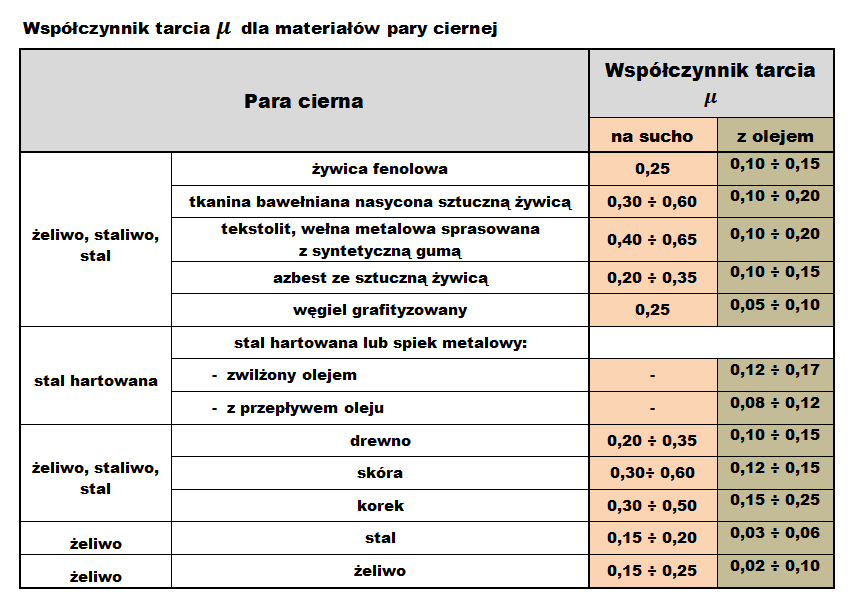 Współczynnik tarcia μ dla materiałów pary ciernej
Para cierna
Współczynnik tarcia
μ
na sucho
z olejem
żeliwo, staliwo,
stal
żywica fenolowa
0,25
0,10 ÷ 0,15
tkanina bawełniana nasycona sztuczną żywicą
0,30 ÷ 0,60
0,10 ÷ 0,20
tekstolit, wełna metalowa sprasowana
z syntetyczną gumą
0,40 ÷ 0,65
0,10 ÷ 0,20
azbest ze sztuczną żywicą
0,20 ÷ 0,35
0,10 ÷ 0,15
węgiel grafityzowany
0,25
0,05 ÷ 0,10
stal hartowana
stal hartowana lub spiek metalowy:
- zwilżony olejem
-
0,12 ÷ 0,17
- z przepływem oleju
-
0,08 ÷ 0,12
żeliwo, staliwo,
stal
drewno
0,20 ÷ 0,35
0,10 ÷ 0,15
skóra
0,30÷ 0,60
0,12 ÷ 0,15
korek
0,30 ÷ 0,50
0,15 ÷ 0,25
żeliwo
stal
0,15 ÷ 0,20
0,03 ÷ 0,06
żeliwo
żeliwo
0,15 ÷ 0,25
0,02 ÷ 0,10